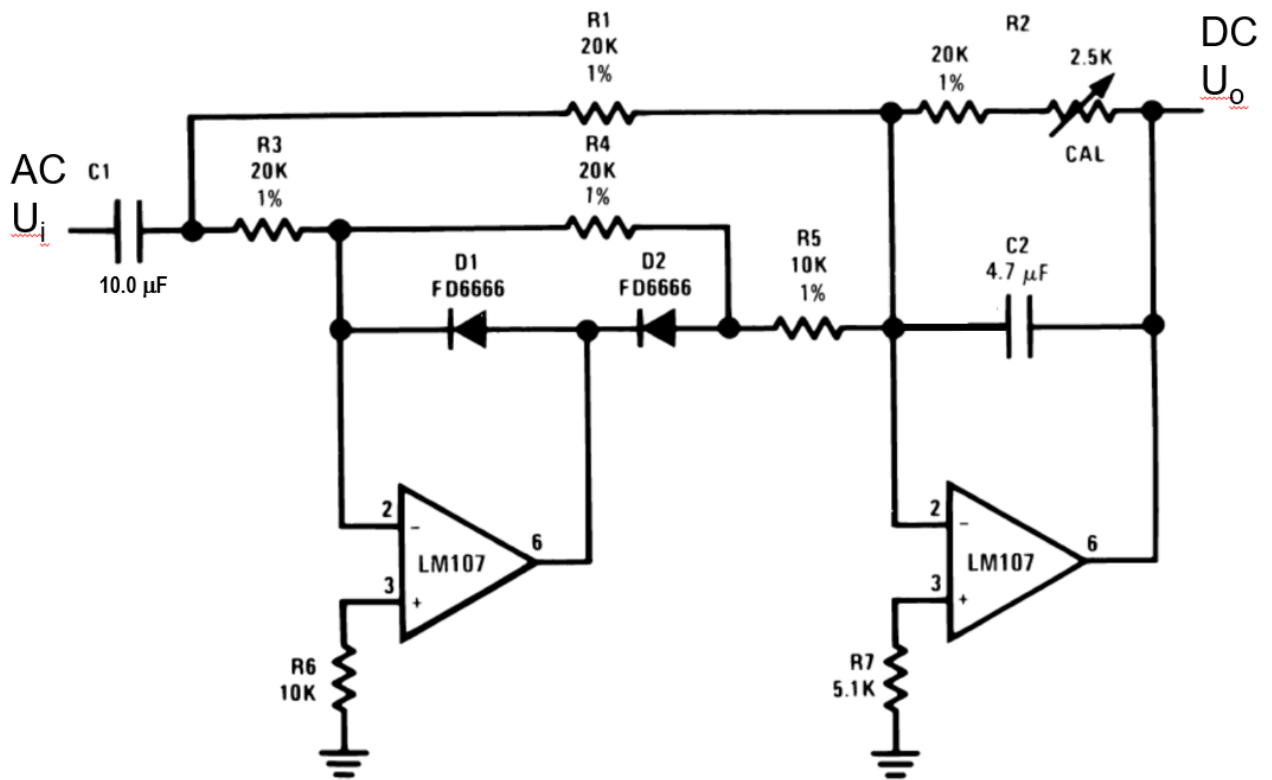 R1
20K
1%
R2
20K
1%
2.5K
CAL
DC
Uo
AC
Ui
C1
10.0 μF
R3
20K
1%
R4
20K
1%
D1
FD6666
D2
FD6666
R5
10K
1%
C2
4.7 μF
2
−
LM107
6
3
+
R6
10K
2
−
LM107
6
3
+
R7
5.1K